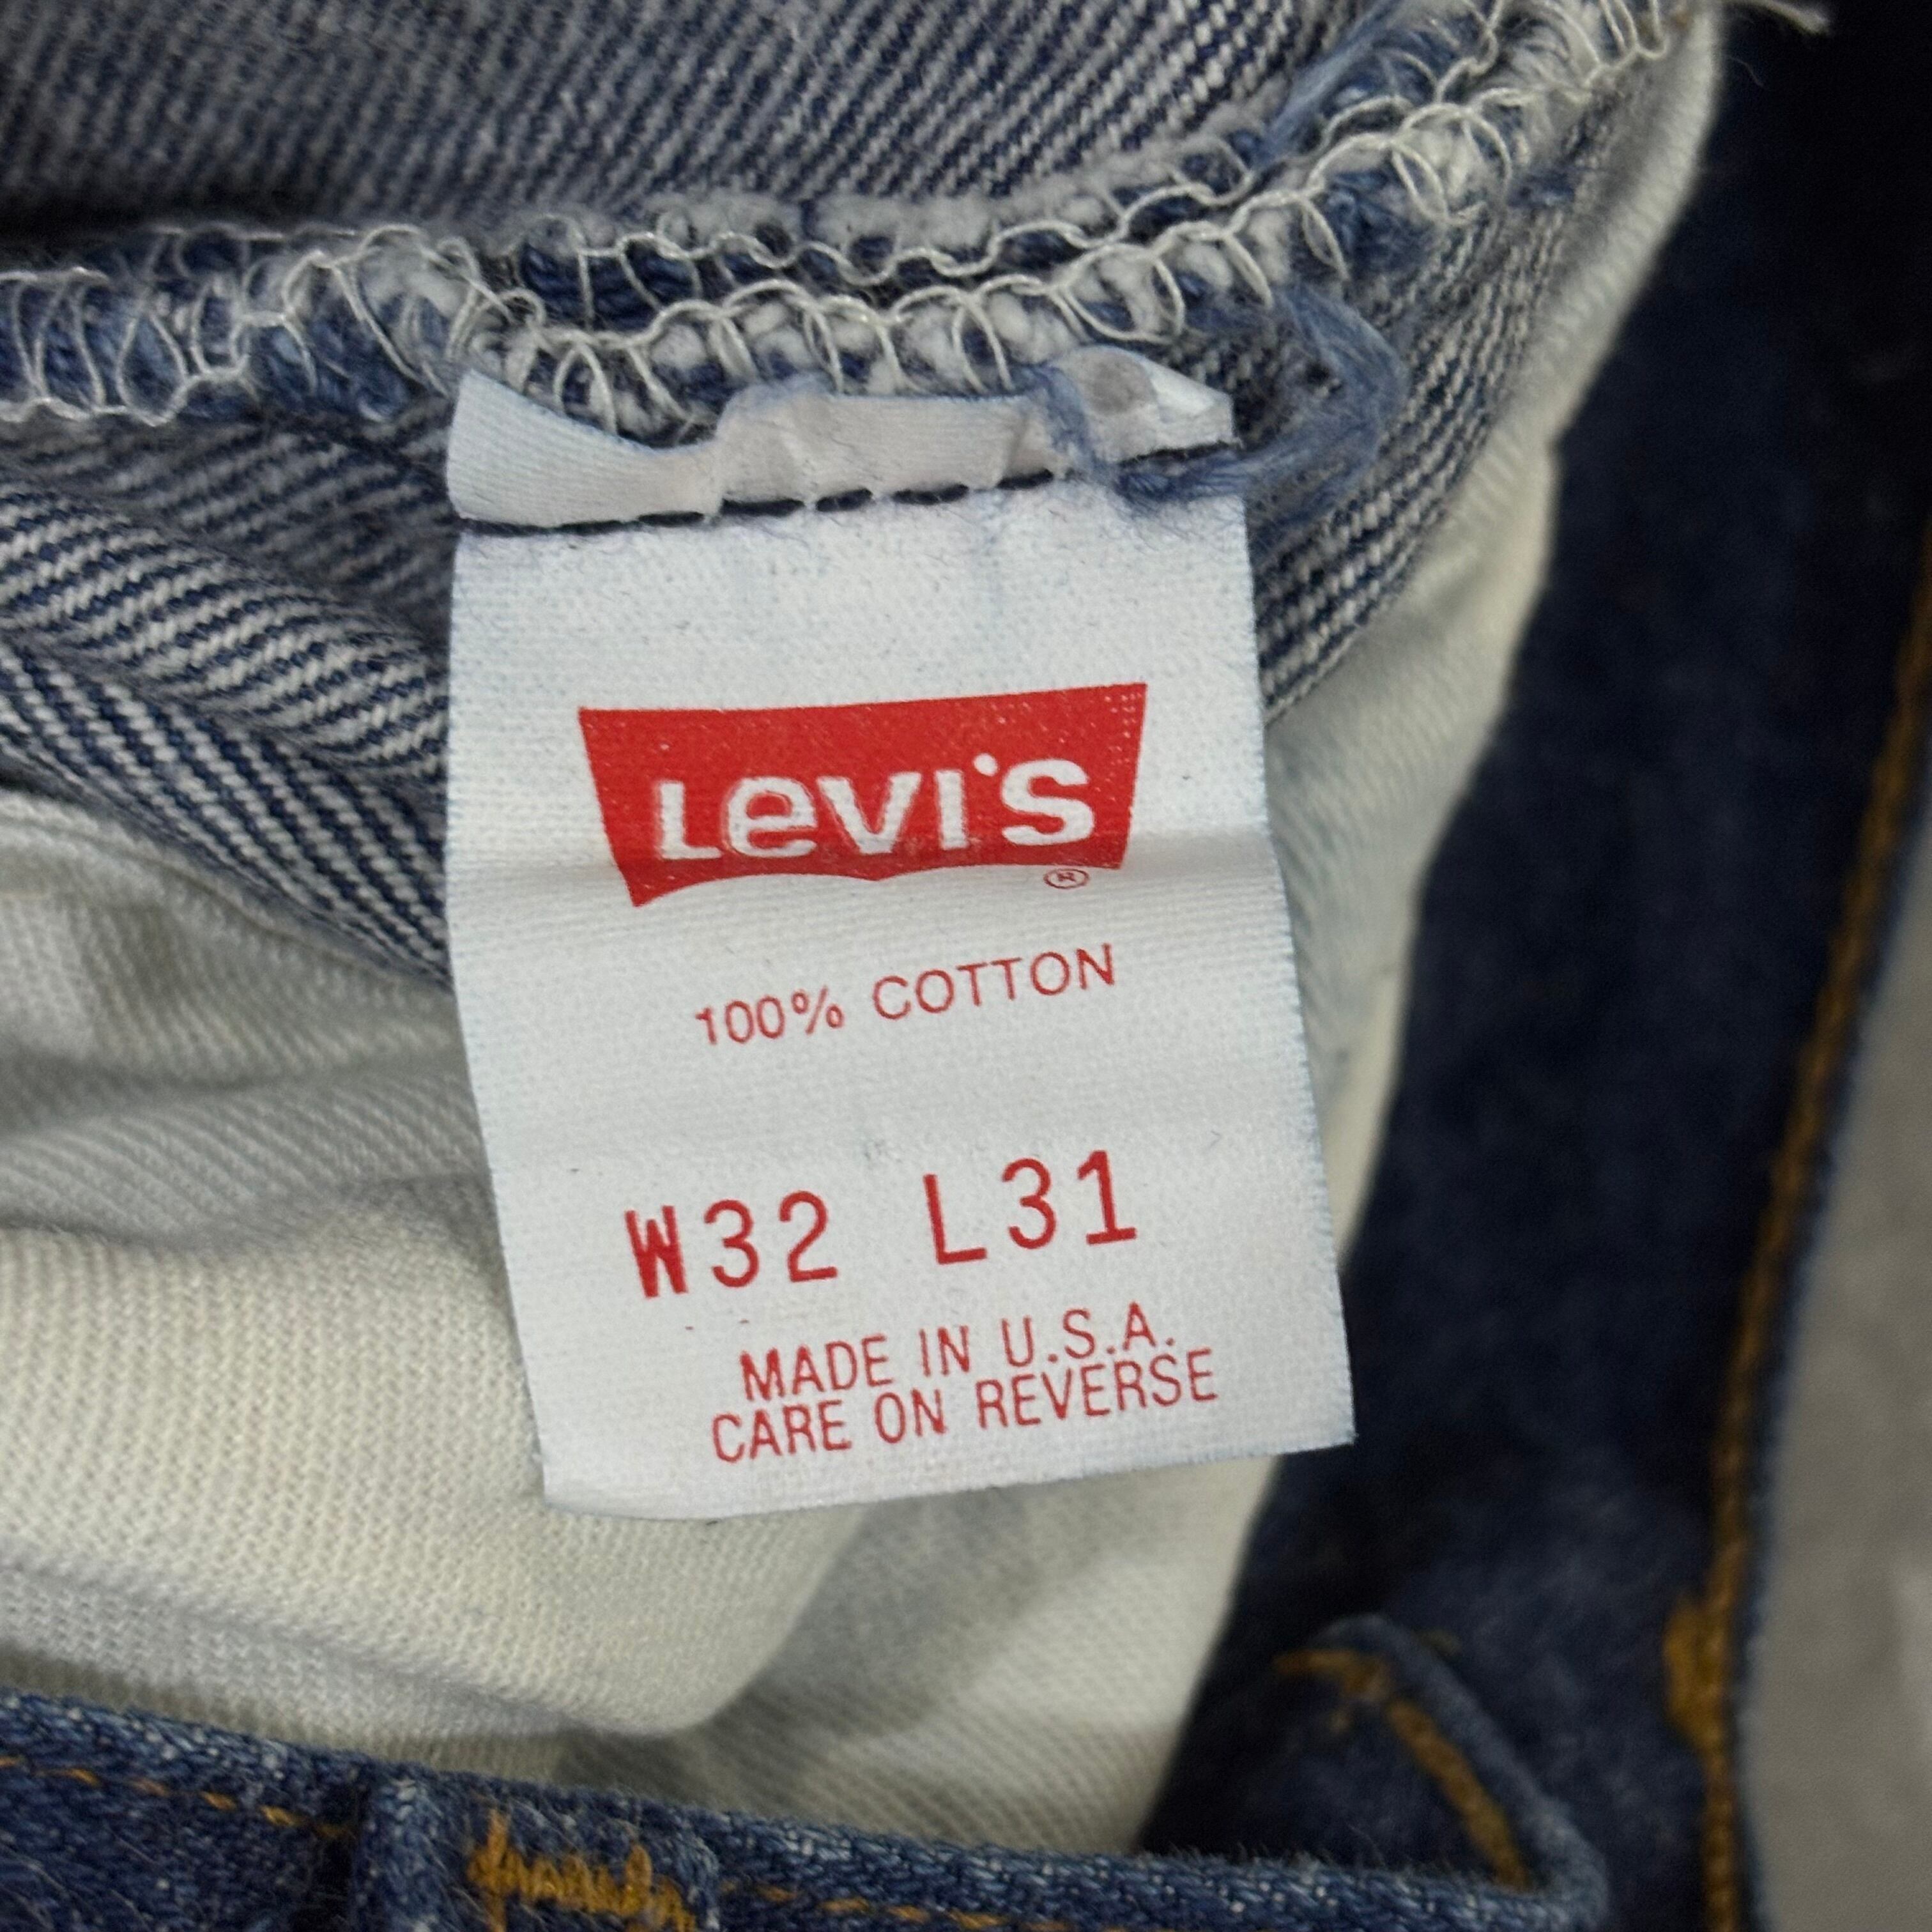 Levi's ®
100% COTTON
W32 L31
MADE IN U.S.A.
CARE ON REVERSE